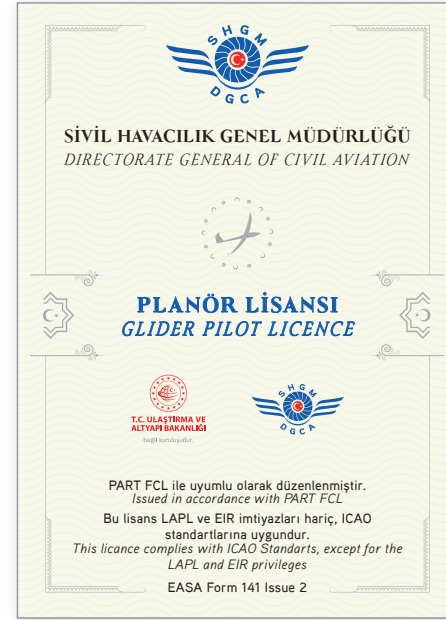 SHGM
DGCA
SİVİL HAVACILIK GENEL MÜDÜRLÜĞÜ
DIRECTORATE GENERAL OF CIVIL AVIATION
PLANÖR LİSANSI
GLIDER PILOT LICENCE
T.C. ULAŞTIRMA VE
ALTYAPI BAKANLIĞI
bağlı kuruluşudur.
SHGM
DGCA
PART FCL ile uyumlu olarak düzenlenmiştir.
Issued in accordance with PART FCL
Bu lisans LAPL ve EIR imtiyazları hariç, ICAO
standartlarına uygundur.
This licance complies with ICAO Standarts, except for the
LAPL and EIR privileges
EASA Form 141 Issue 2